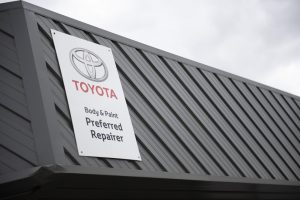 TOYOTA
Body & Paint
Preferred
Repairer